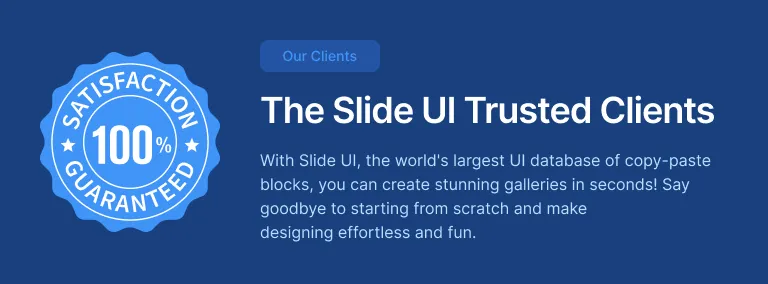 SATISFACTION
100%
GUARANTEED
Our Clients
The Slide UI Trusted Clients
With Slide UI, the world's largest UI database of copy-paste
blocks, you can create stunning galleries in seconds! Say
goodbye to starting from scratch and make
designing effortless and fun.